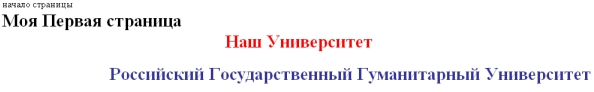 начало страницы
Моя Первая страница
Наш Университет
Российский Государственный Гуманитарный Университет